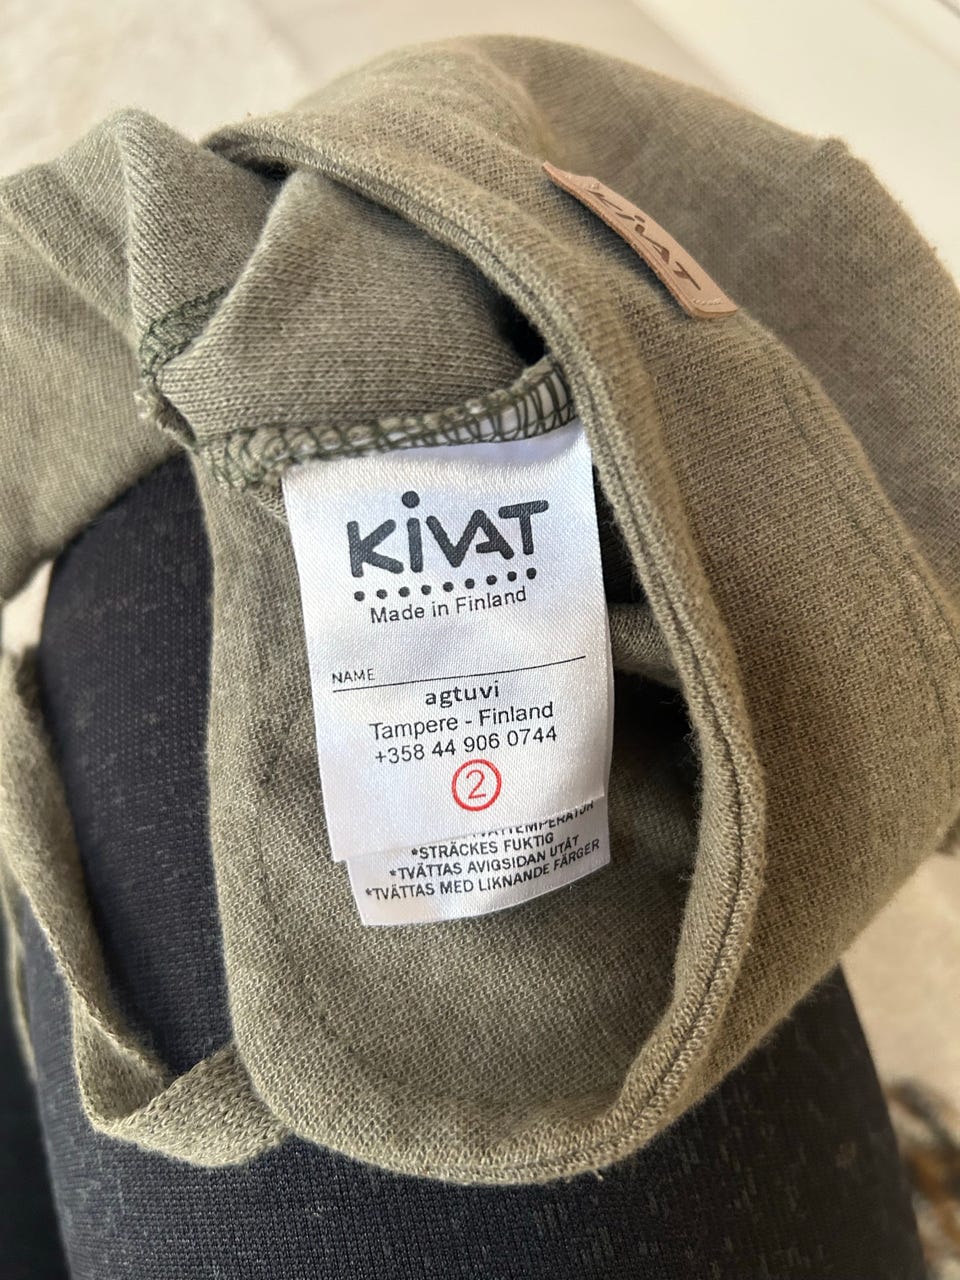 KiVAT
KiVAT
Made in Finland
NAME
agtuvi
Tampere - Finland
+358 44 906 0744
2
*STRÄCKES FUKTIG
*TVÄTTAS AVIGSIDAN UTÅT
*TVÄTTAS MED LIKNANDE FÄRGER